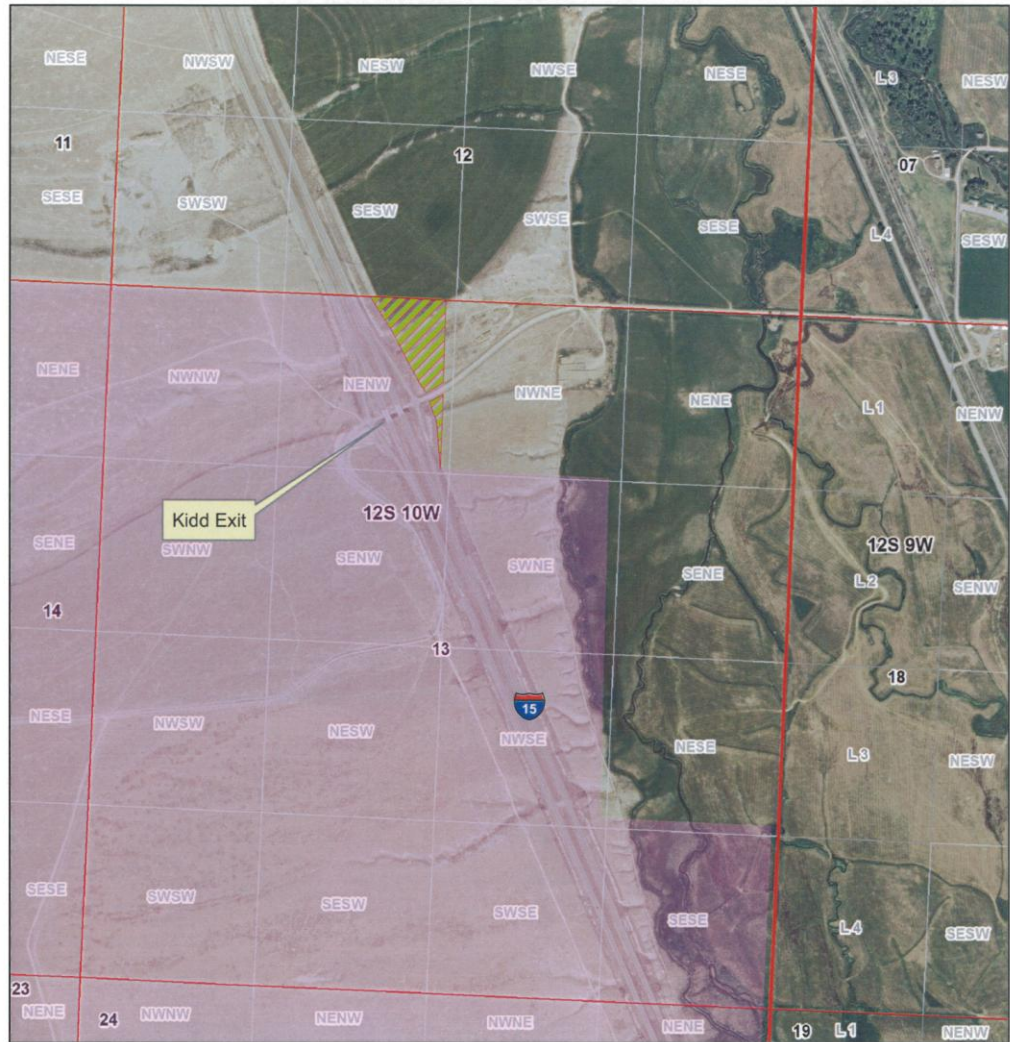 NESE NWSW NESW NWSE NESE L 3 NESW
11 12 07
SESE SWSW SESW SWSE SESE L 4 SESW
NENE NWNW NENW NWNE NENE L 1 NENW
Kidd Exit
12S 10W 12S 9W
SENE SWNW SENW SWNE SENE L 2 SENW
14 13 18
15
NESE NWSW NESW NWSE NESE L 3 NESW
SESE SWSW SESW SWSE SESE L 4 SESW
23
NENE 24 NWNW NENW NWNE NENE 19 L 1 NENW